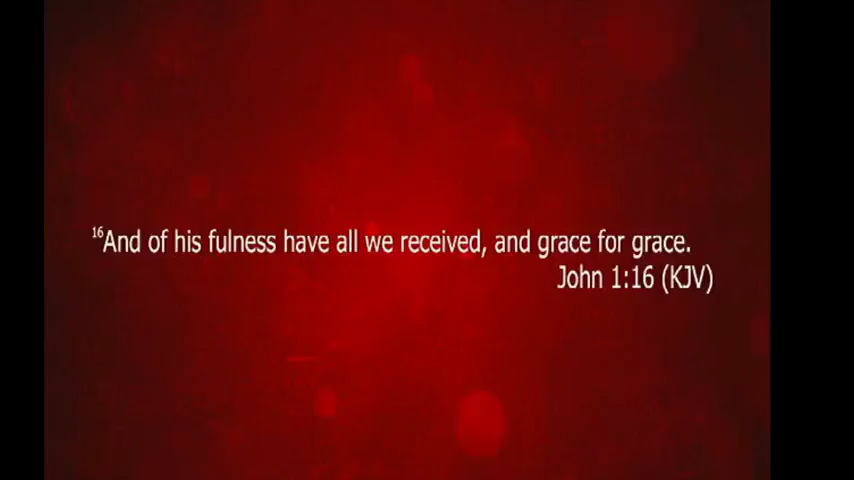 16And of his fulness have all we received, and grace for grace.
John 1:16 (KJV)